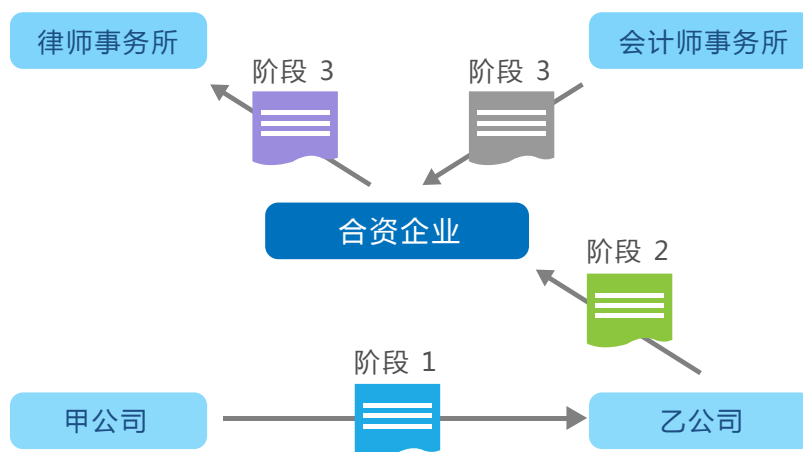 律师事务所
会计师事务所
阶段 3
阶段 3
合资企业
阶段 2
阶段 1
甲公司
乙公司